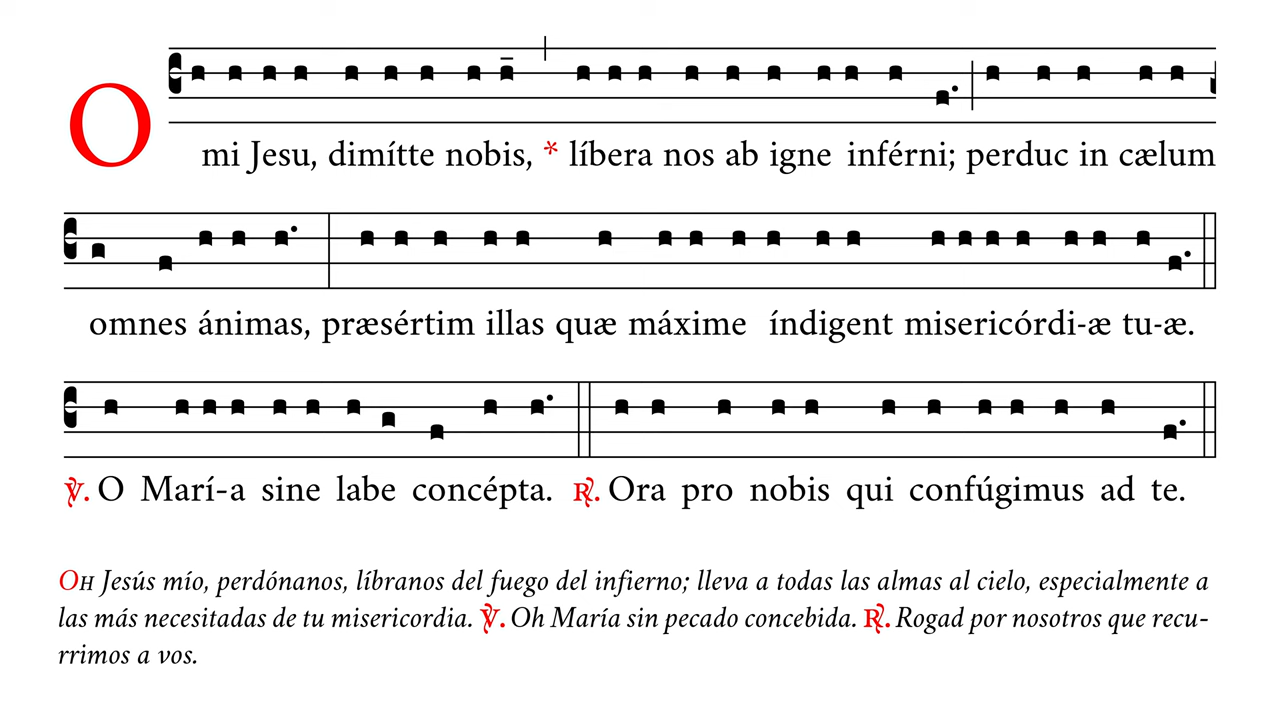 O mi Jesu, dimítte nobis, * líbera nos ab igne inférni; perduc in cælum
omnes ánimas, præsértim illas quæ máxime índigent misericórdi-æ tu-æ.
℣. O Marí-a sine labe concépta. ℟. Ora pro nobis qui confúgimus ad te.
Oh Jesús mío, perdónanos, líbranos del fuego del infierno; lleva a todas las almas al cielo, especialmente a
las más necesitadas de tu misericordia. ℣. Oh María sin pecado concebida. ℟. Rogad por nosotros que recu-
rrimos a vos.